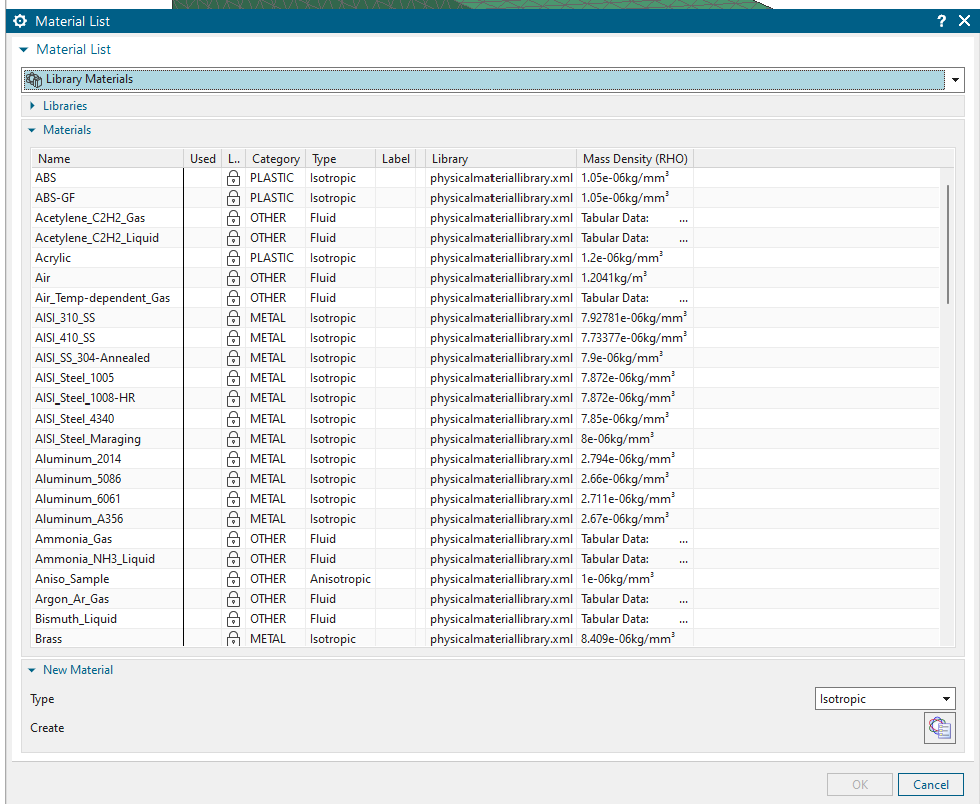 Material List ?
Material List
Library Materials
Libraries
Materials
Name Used L.. Category Type Label Library Mass Density (RHO)
ABS PLASTIC Isotropic physicalmateriallibrary.xml 1.05e-06kg/mm³
ABS-GF PLASTIC Isotropic physicalmateriallibrary.xml 1.05e-06kg/mm³
Acetylene_C2H2_Gas OTHER Fluid physicalmateriallibrary.xml Tabular Data: ...
Acetylene_C2H2_Liquid OTHER Fluid physicalmateriallibrary.xml Tabular Data: ...
Acrylic PLASTIC Isotropic physicalmateriallibrary.xml 1.2e-06kg/mm³
Air OTHER Fluid physicalmateriallibrary.xml 1.2041kg/m³
Air_Temp-dependent_Gas OTHER Fluid physicalmateriallibrary.xml Tabular Data: ...
AISI_310_SS METAL Isotropic physicalmateriallibrary.xml 7.92781e-06kg/mm³
AISI_410_SS METAL Isotropic physicalmateriallibrary.xml 7.73377e-06kg/mm³
AISI_SS_304-Annealed METAL Isotropic physicalmateriallibrary.xml 7.9e-06kg/mm³
AISI_Steel_1005 METAL Isotropic physicalmateriallibrary.xml 7.872e-06kg/mm³
AISI_Steel_1008-HR METAL Isotropic physicalmateriallibrary.xml 7.872e-06kg/mm³
AISI_Steel_4340 METAL Isotropic physicalmateriallibrary.xml 7.85e-06kg/mm³
AISI_Steel_Maraging METAL Isotropic physicalmateriallibrary.xml 8e-06kg/mm³
Aluminum_2014 METAL Isotropic physicalmateriallibrary.xml 2.794e-06kg/mm³
Aluminum_5086 METAL Isotropic physicalmateriallibrary.xml 2.66e-06kg/mm³
Aluminum_6061 METAL Isotropic physicalmateriallibrary.xml 2.711e-06kg/mm³
Aluminum_A356 METAL Isotropic physicalmateriallibrary.xml 2.67e-06kg/mm³
Ammonia_Gas OTHER Fluid physicalmateriallibrary.xml Tabular Data: ...
Ammonia_NH3_Liquid OTHER Fluid physicalmateriallibrary.xml Tabular Data: ...
Aniso_Sample OTHER Anisotropic physicalmateriallibrary.xml 1e-06kg/mm³
Argon_Ar_Gas OTHER Fluid physicalmateriallibrary.xml Tabular Data: ...
Bismuth_Liquid OTHER Fluid physicalmateriallibrary.xml Tabular Data: ...
Brass METAL Isotropic physicalmateriallibrary.xml 8.409e-06kg/mm³
New Material
Type Isotropic
Create
OK Cancel